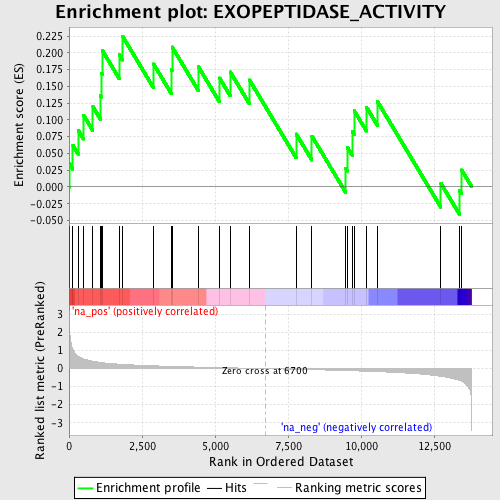 Enrichment plot: EXOPEPTIDASE_ACTIVITY
Enrichment score (ES)
0.225
0.200
0.175
0.150
0.125
0.100
0.075
0.050
0.025
0.000
-0.025
-0.050
'na_pos' (positively correlated)
Ranked list metric (PreRanked)
3
2
1
0
-1
-2
-3
Zero cross at 6700
'na_neg' (negatively correlated)
0
2,500
5,000
7,500
10,000
12,500
Rank in Ordered Dataset
Enrichment profile
Hits
Ranking metric scores